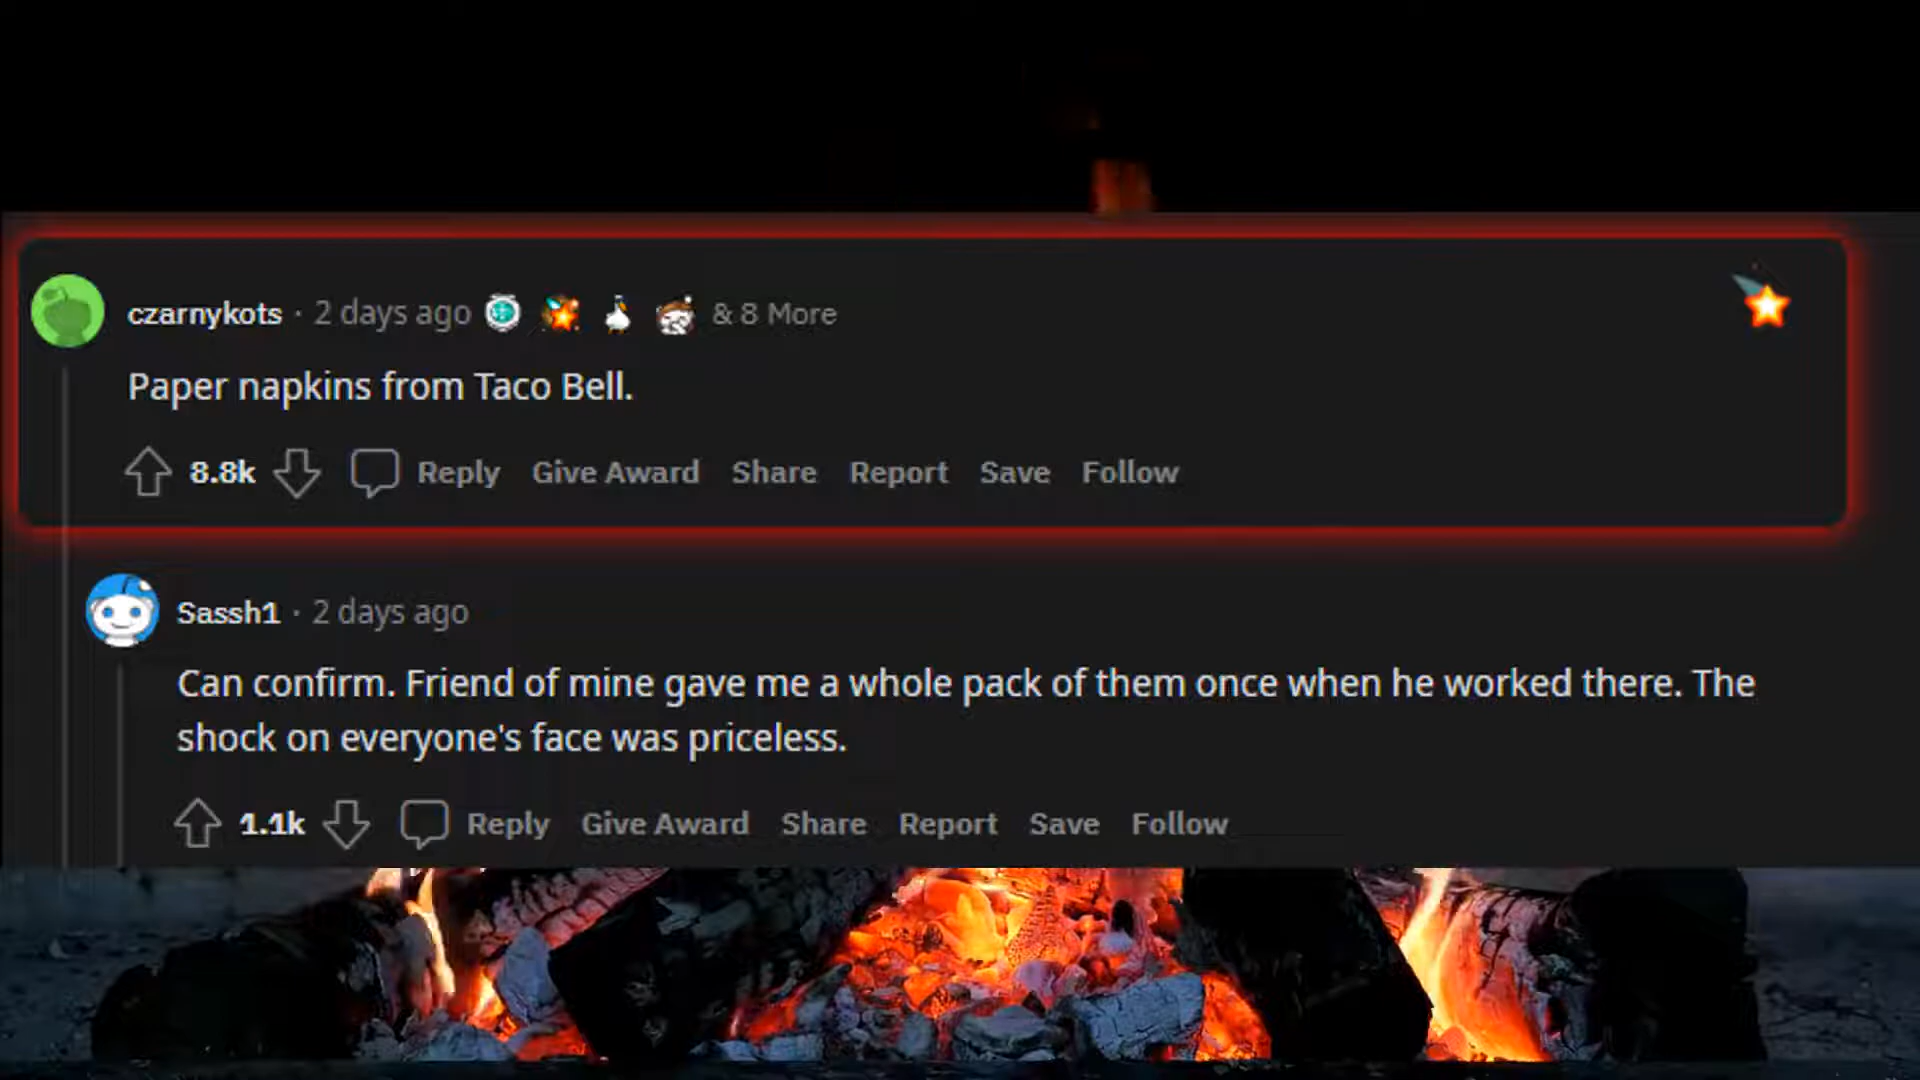 czarnykots · 2 days ago & 8 More
Paper napkins from Taco Bell.
8.8k Reply Give Award Share Report Save Follow
Sassh1 · 2 days ago
Can confirm. Friend of mine gave me a whole pack of them once when he worked there. The
shock on everyone's face was priceless.
1.1k Reply Give Award Share Report Save Follow